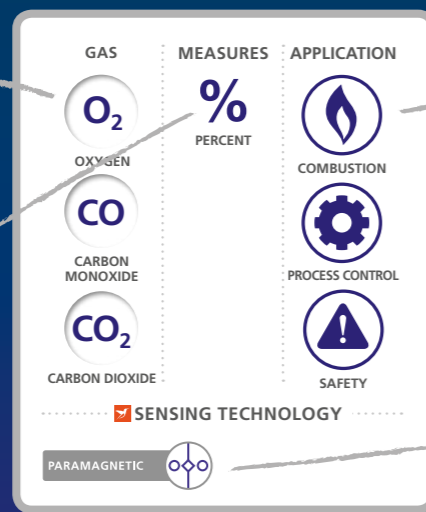 GAS
MEASURES
APPLICATION
O₂
OXYGEN
CO
CARBON
MONOXIDE
CO₂
CARBON DIOXIDE
%
PERCENT
COMBUSTION
PROCESS CONTROL
SAFETY
SENSING TECHNOLOGY
PARAMAGNETIC